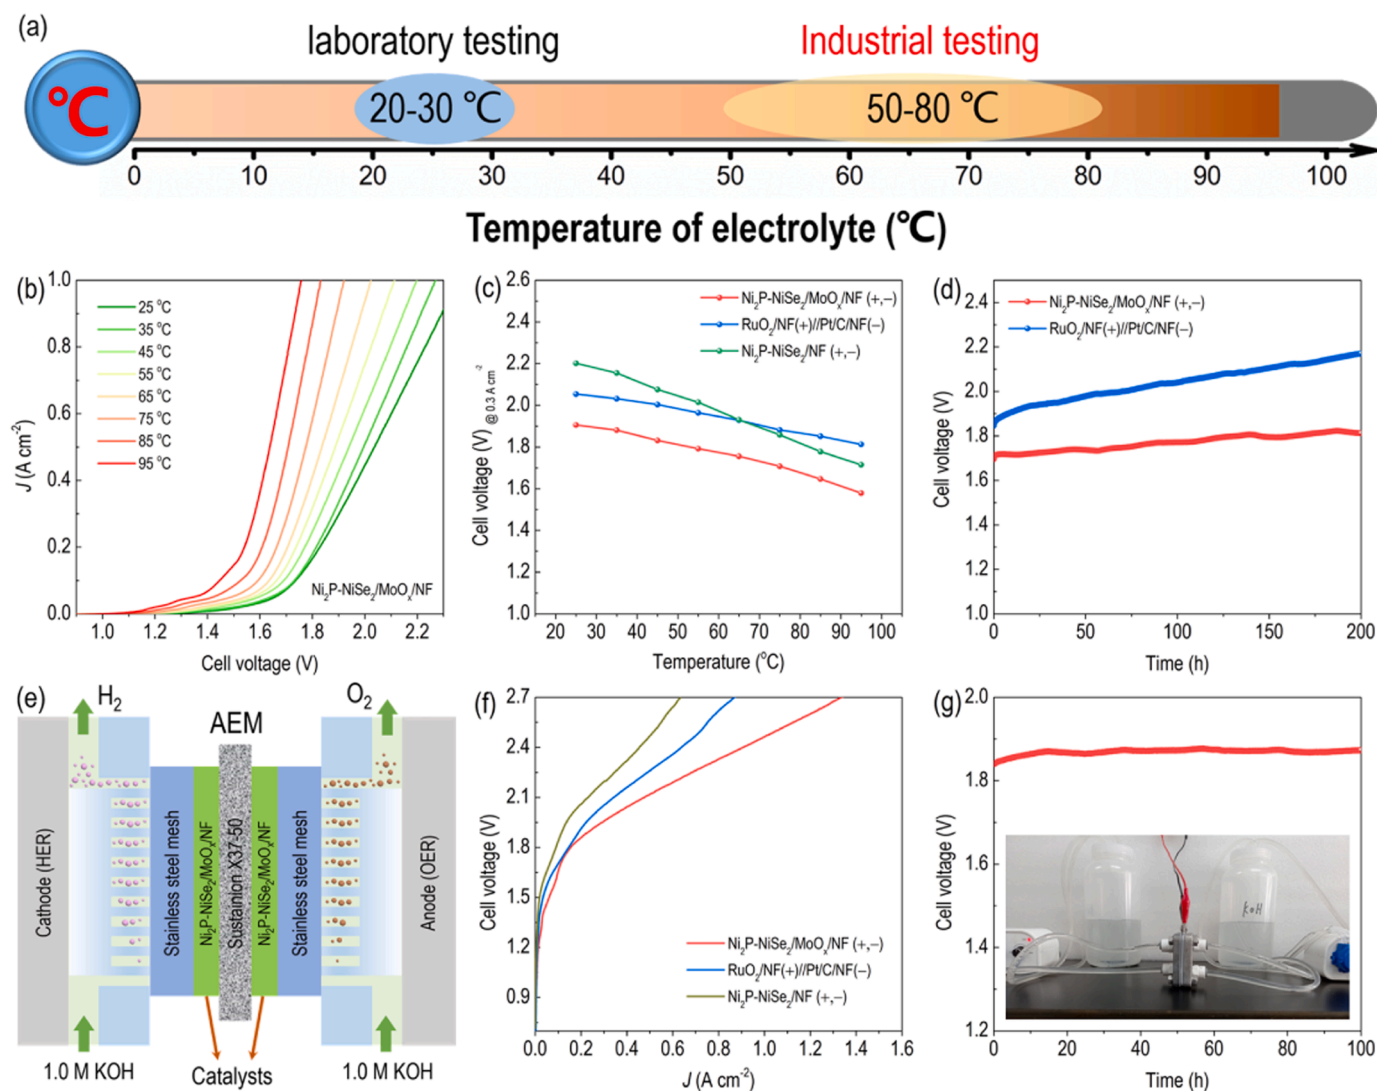 (a)
laboratory testing
Industrial testing
°C
20-30 °C
50-80 °C
0 10 20 30 40 50 60 70 80 90 100
Temperature of electrolyte (°C)
(b)
1.0
0.8
0.6
0.4
0.2
0.0
J (A cm⁻²)
25 °C
35 °C
45 °C
55 °C
65 °C
75 °C
85 °C
95 °C
Ni₂P-NiSe₂/MoOₓ/NF
1.0 1.2 1.4 1.6 1.8 2.0 2.2
Cell voltage (V)
(c)
2.6
2.4
2.2
2.0
1.8
1.6
1.4
1.2
1.0
Cell voltage (V) @ 0.3 A cm⁻²
Ni₂P-NiSe₂/MoOₓ/NF (+,−)
RuO₂/NF(+)//Pt/C/NF(−)
Ni₂P-NiSe₂/NF (+,−)
20 30 40 50 60 70 80 90 100
Temperature (°C)
(d)
2.4
2.2
2.0
1.8
1.6
1.4
1.2
1.0
Cell voltage (V)
Ni₂P-NiSe₂/MoOₓ/NF (+,−)
RuO₂/NF(+)//Pt/C/NF(−)
0 50 100 150 200
Time (h)
(e)
H₂
O₂
AEM
Cathode (HER)
Stainless steel mesh
Ni₂P-NiSe₂/MoOₓ/NF
Sustainion X37-50
Ni₂P-NiSe₂/MoOₓ/NF
Stainless steel mesh
Anode (OER)
1.0 M KOH
Catalysts
1.0 M KOH
(f)
2.7
2.4
2.1
1.8
1.5
1.2
0.9
Cell voltage (V)
Ni₂P-NiSe₂/MoOₓ/NF (+,−)
RuO₂/NF(+)//Pt/C/NF(−)
Ni₂P-NiSe₂/NF (+,−)
0.0 0.2 0.4 0.6 0.8 1.0 1.2 1.4 1.6
J (A cm⁻²)
(g)
2.0
1.8
1.6
1.4
1.2
Cell voltage (V)
KOH
0 20 40 60 80 100
Time (h)